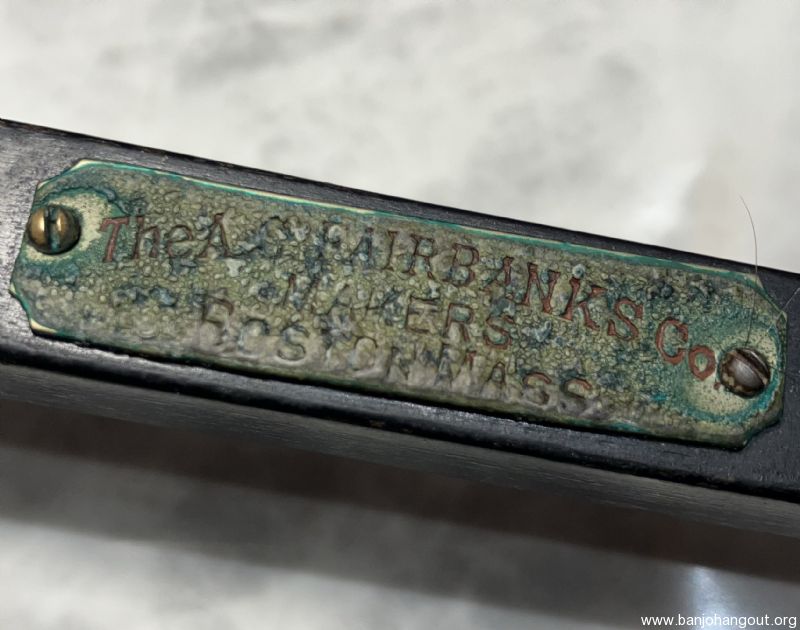 The A.C. FAIRBANKS Co.
MAKERS
BOSTON MASS.
www.banjohangout.org